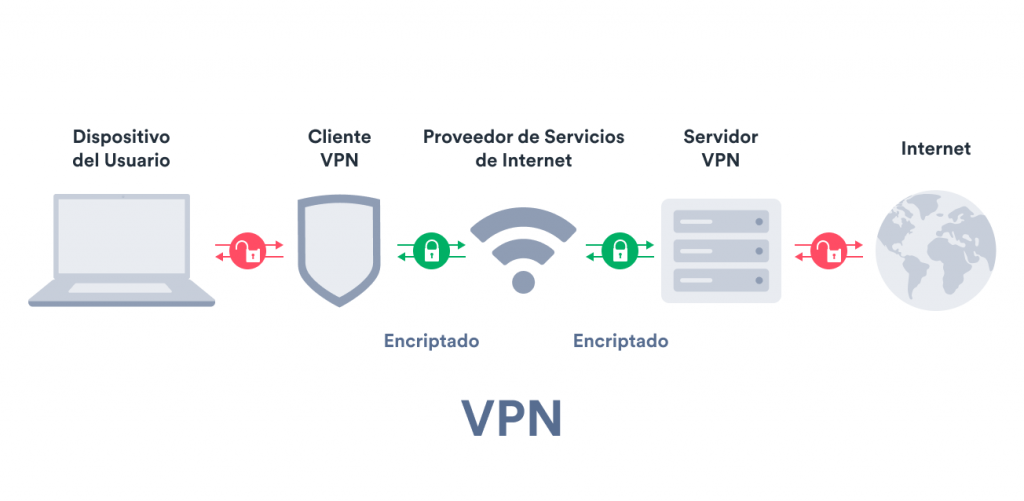 Dispositivo
del Usuario
Cliente
VPN
Proveedor de Servicios
de Internet
Servidor
VPN
Internet
Encriptado
Encriptado
VPN